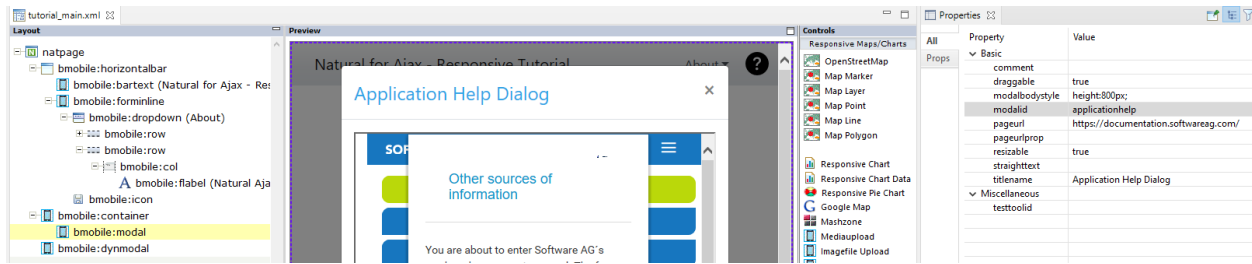 tutorial_main.xml
Layout
natpage
bmobile:horizontalbar
bmobile:bartext (Natural for Ajax - Res
bmobile:forminline
bmobile:dropdown (About)
bmobile:row
bmobile:row
bmobile:col
A bmobile:flabel (Natural Aja
bmobile:icon
bmobile:container
bmobile:modal
bmobile:dynmodal
Preview
Natural for Ajax - Responsive Tutorial
About
?
Application Help Dialog
×
SOF
Other sources of
information
You are about to enter Software AG´s
Controls
Responsive Maps/Charts
OpenStreetMap
Map Marker
Map Layer
Map Point
Map Line
Map Polygon
Responsive Chart
Responsive Chart Data
Responsive Pie Chart
G Google Map
Mashzone
Mediaupload
Imagefile Upload
Properties
All
Props
Property Value
Basic
comment
draggable true
modalbodystyle height:800px;
modalid applicationhelp
pageurl https://documentation.softwareag.com/
pageurlprop
resizable true
straighttext
titlename Application Help Dialog
Miscellaneous
testtoolid